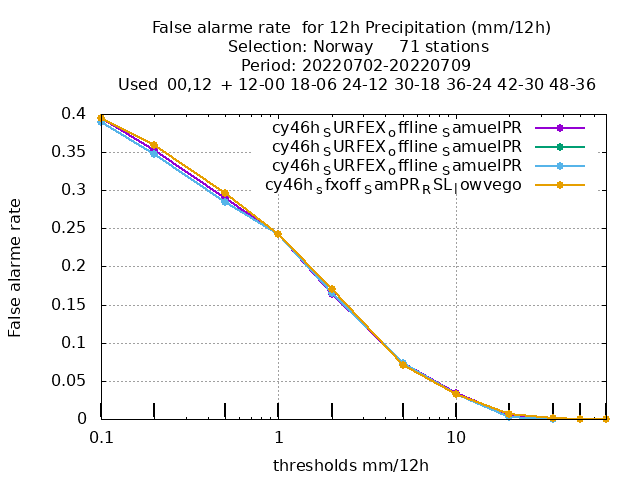 False alarme rate  for 12h Precipitation (mm/12h)
Selection: Norway     71 stations
Period: 20220702-20220709
Used  00,12  + 12-00 18-06 24-12 30-18 36-24 42-30 48-36
cy46h_SURFEX_offline_SamuelPR
cy46h_SURFEX_offline_SamuelPR
cy46h_SURFEX_offline_SamuelPR
cy46h_sfxoff_SamPR_RSL_lowvego
0.4
0.35
0.3
0.25
0.2
0.15
0.1
0.05
0
False alarme rate
0.1 1 10
thresholds mm/12h